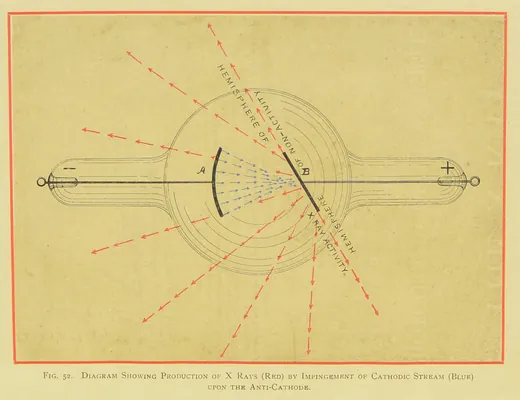 HEMISPHERE OF
NON-ACTIVITY
-
A
B
+
HEMISPHERE OF
X RAY ACTIVITY.
Fig. 52. Diagram Showing Production of X Rays (Red) by Impingement of Cathodic Stream (Blue)
upon the Anti-Cathode.